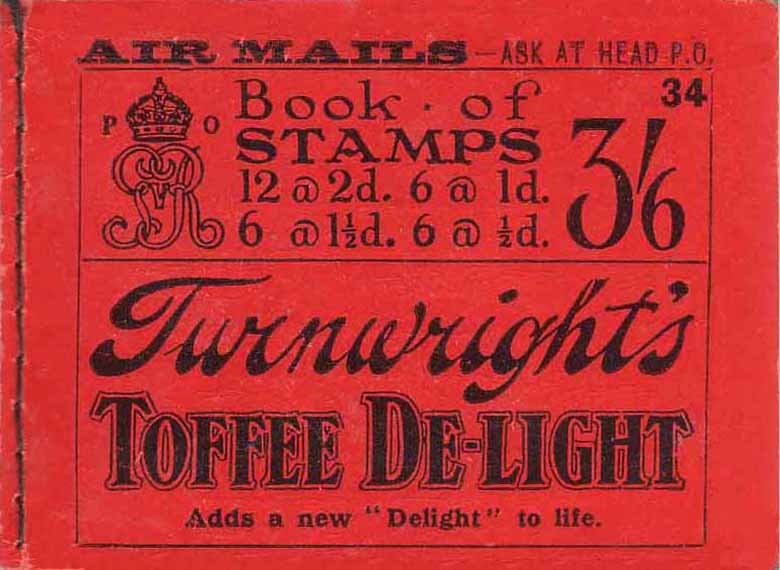 AIR MAILS — ASK AT HEAD P.O.
34
P O
GvR
Book · of
STAMPS
12 @ 2d. 6 @ 1d.
6 @ 1½d. 6 @ ½d.
3/6
Turnwright's
TOFFEE DE-LIGHT
Adds a new "Delight" to life.